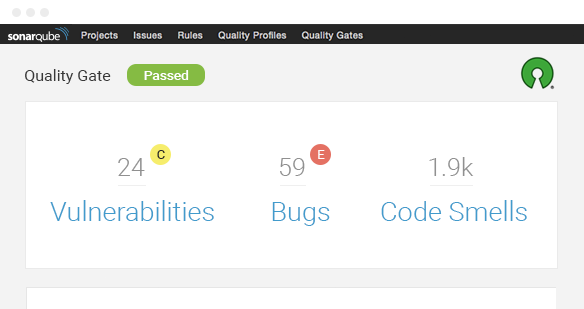 sonarqube Projects Issues Rules Quality Profiles Quality Gates
Quality Gate Passed
24 C 59 E 1.9k
Vulnerabilities Bugs Code Smells